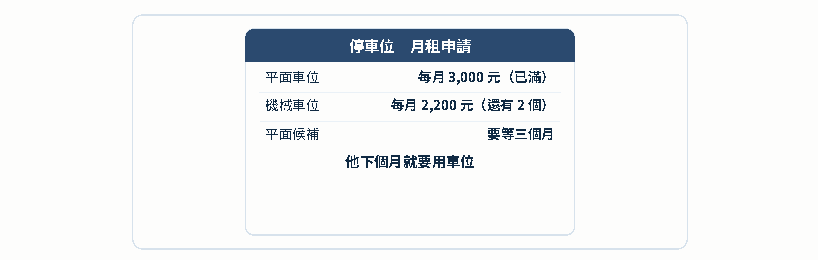 停車位　月租申請
平面車位　每月 3,000 元（已滿）
機械車位　每月 2,200 元（還有 2 個）
平面候補　要等三個月
他下個月就要用車位